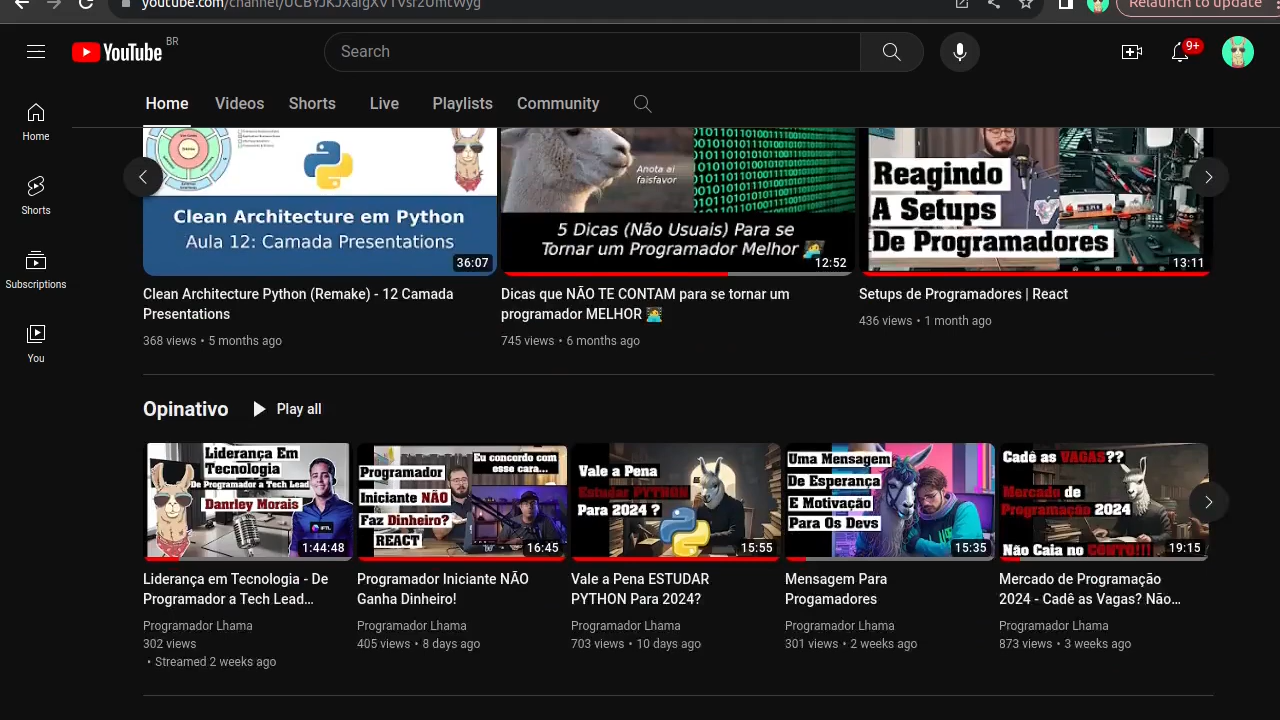 youtube.com/channel/UCBYJKJXaigXVTVsrzUmtWyg
Relaunch to update
YouTube BR
Search
9+
Home Videos Shorts Live Playlists Community
Home
Shorts
Subscriptions
You
Clean Architecture em Python
Aula 12: Camada Presentations
36:07
Anota aí
faisfavor
5 Dicas (Não Usuais) Para se
Tornar um Programador Melhor
12:52
Reagindo
A Setups
De Programadores
13:11
Clean Architecture Python (Remake) - 12 Camada
Presentations
368 views • 5 months ago
Dicas que NÃO TE CONTAM para se tornar um
programador MELHOR 🧑‍💻
745 views • 6 months ago
Setups de Programadores | React
436 views • 1 month ago
Opinativo Play all
Liderança Em
Tecnologia
De Programador a Tech Lead
Danrley Morais
1:44:48
Eu concordo com
esse cara...
Programador
Iniciante NÃO
Faz Dinheiro?
REACT
16:45
Vale a Pena
Estudar PYTHON
Para 2024 ?
15:55
Uma Mensagem
De Esperança
E Motivação
Para Os Devs
15:35
Cadê as VAGAS??
Mercado de
Programação 2024
Não Caia no CONTO!!!
19:15
Liderança em Tecnologia - De
Programador a Tech Lead...
Programador Lhama
302 views
• Streamed 2 weeks ago
Programador Iniciante NÃO
Ganha Dinheiro!
Programador Lhama
405 views • 8 days ago
Vale a Pena ESTUDAR
PYTHON Para 2024?
Programador Lhama
703 views • 10 days ago
Mensagem Para
Progamadores
Programador Lhama
301 views • 2 weeks ago
Mercado de Programação
2024 - Cadê as Vagas? Não...
Programador Lhama
873 views • 3 weeks ago